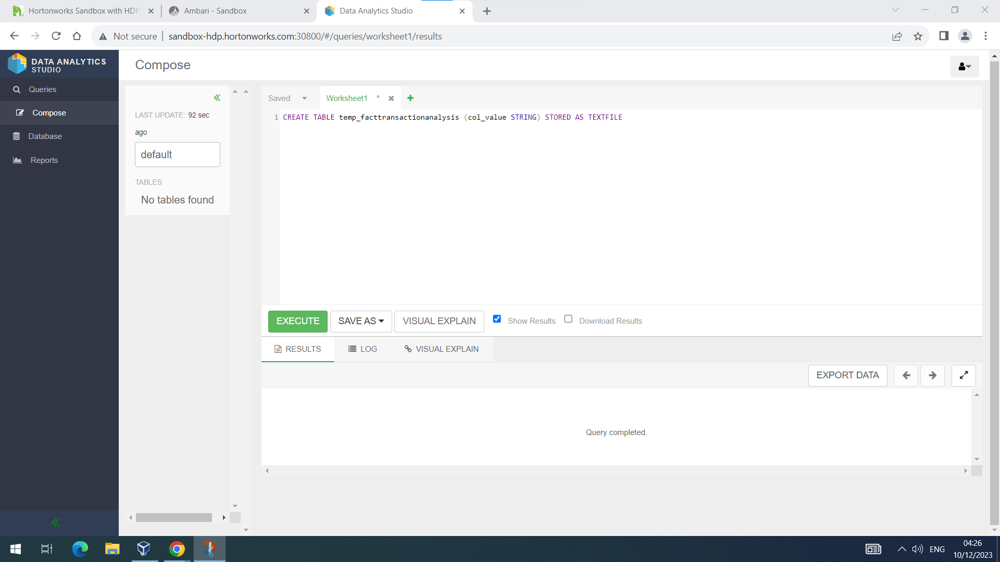 Hortonworks Sandbox with HDP
Ambari - Sandbox
Data Analytics Studio
Not secure
sandbox-hdp.hortonworks.com:30800/#/queries/worksheet1/results
DATA ANALYTICS
STUDIO
Queries
Compose
Database
Reports
Compose
LAST UPDATE: 92 sec
ago
default
TABLES
No tables found
Saved
Worksheet1 *
1 CREATE TABLE temp_facttransactionanalysis (col_value STRING) STORED AS TEXTFILE
EXECUTE
SAVE AS
VISUAL EXPLAIN
Show Results
Download Results
RESULTS
LOG
VISUAL EXPLAIN
EXPORT DATA
Query completed.
ENG
04:26
10/12/2023